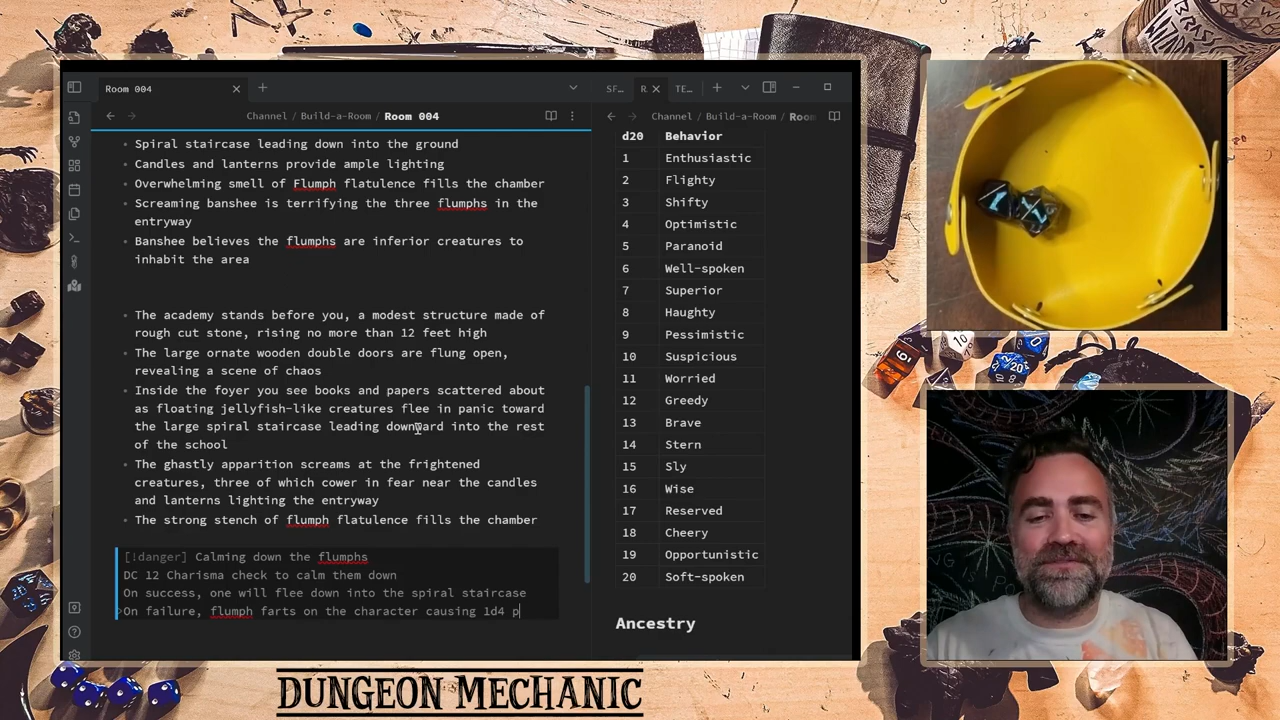 Room 004
SF...
R
TE...
Channel / Build-a-Room / Room 004
Channel / Build-a-Room / Room
Spiral staircase leading down into the ground
Candles and lanterns provide ample lighting
Overwhelming smell of Flumph flatulence fills the chamber
Screaming banshee is terrifying the three flumphs in the
entryway
Banshee believes the flumphs are inferior creatures to
inhabit the area
The academy stands before you, a modest structure made of
rough cut stone, rising no more than 12 feet high
The large ornate wooden double doors are flung open,
revealing a scene of chaos
Inside the foyer you see books and papers scattered about
as floating jellyfish-like creatures flee in panic toward
the large spiral staircase leading downward into the rest
of the school
The ghastly apparition screams at the frightened
creatures, three of which cower in fear near the candles
and lanterns lighting the entryway
The strong stench of flumph flatulence fills the chamber
[!danger] Calming down the flumphs
DC 12 Charisma check to calm them down
On success, one will flee down into the spiral staircase
On failure, flumph farts on the character causing 1d4 p
d20 Behavior
1 Enthusiastic
2 Flighty
3 Shifty
4 Optimistic
5 Paranoid
6 Well-spoken
7 Superior
8 Haughty
9 Pessimistic
10 Suspicious
11 Worried
12 Greedy
13 Brave
14 Stern
15 Sly
16 Wise
17 Reserved
18 Cheery
19 Opportunistic
20 Soft-spoken
Ancestry
DUNGEON MECHANIC